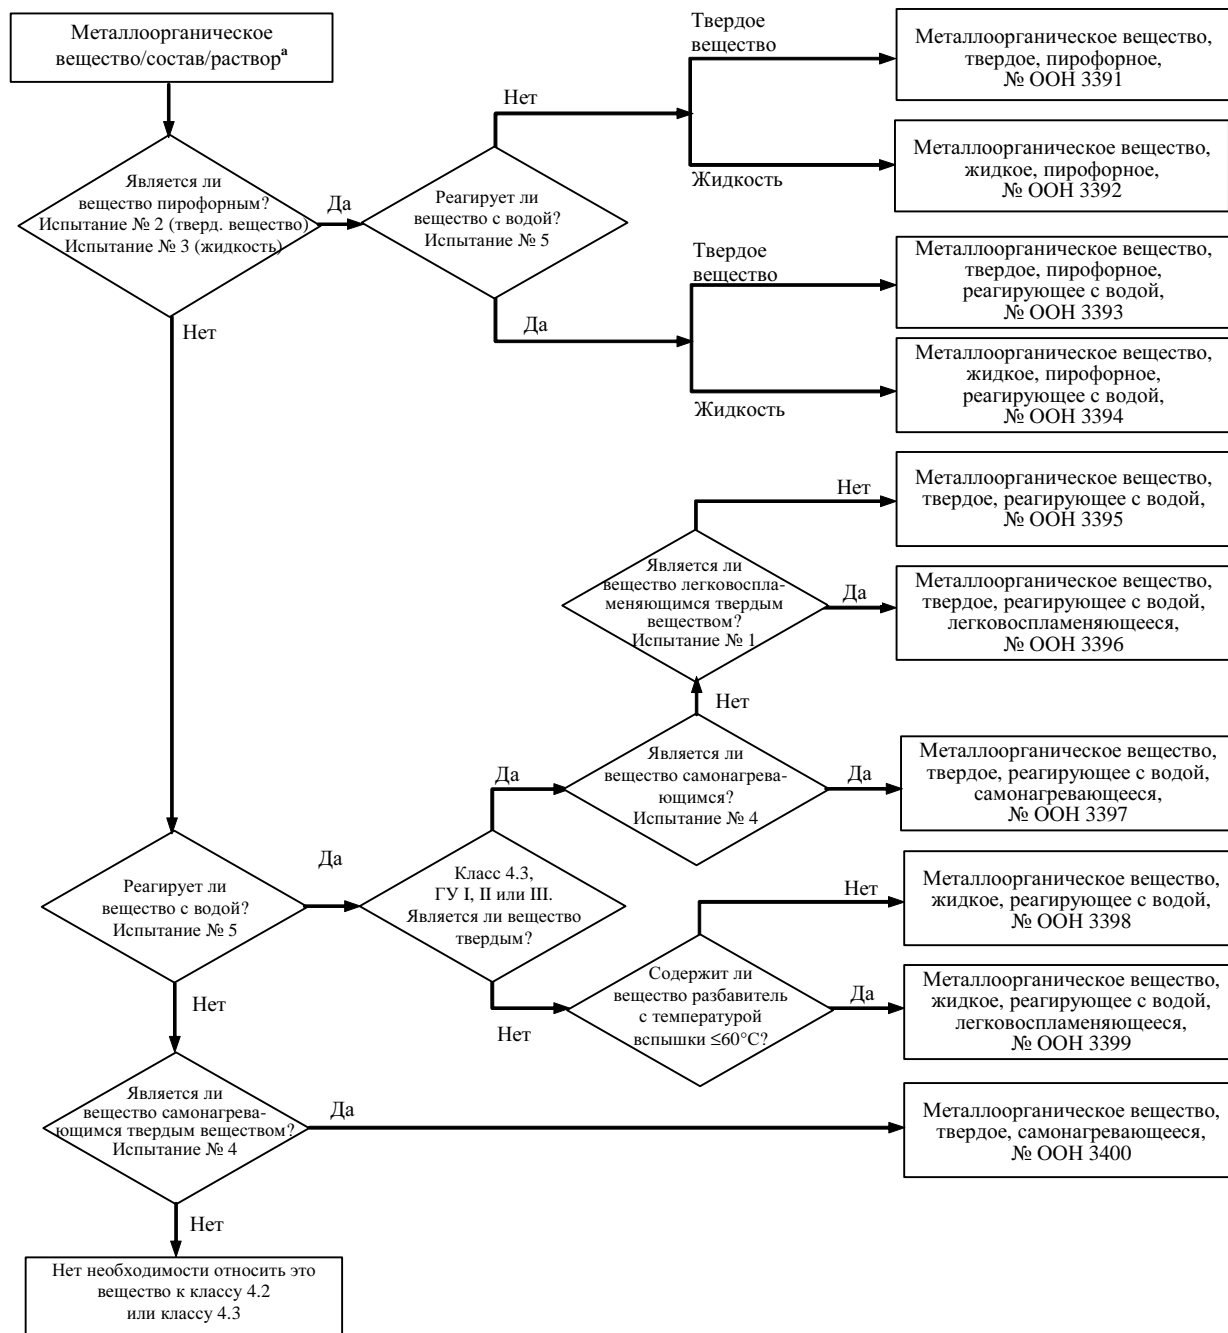 Металлоорганическое
вещество/состав/растворᵃ
Является ли
вещество пирофорным?
Испытание № 2 (тверд. вещество)
Испытание № 3 (жидкость)
Да
Нет
Реагирует ли
вещество с водой?
Испытание № 5
Нет
Да
Твердое
вещество
Жидкость
Металлоорганическое вещество,
твердое, пирофорное,
№ ООН 3391
Металлоорганическое вещество,
жидкое, пирофорное,
№ ООН 3392
Твердое
вещество
Жидкость
Металлоорганическое вещество,
твердое, пирофорное,
реагирующее с водой,
№ ООН 3393
Металлоорганическое вещество,
жидкое, пирофорное,
реагирующее с водой,
№ ООН 3394
Нет
Металлоорганическое вещество,
твердое, реагирующее с водой,
№ ООН 3395
Является ли
вещество легковоспла-
меняющимся твердым
веществом?
Испытание № 1
Да
Металлоорганическое вещество,
твердое, реагирующее с водой,
легковоспламеняющееся,
№ ООН 3396
Нет
Является ли
вещество самонагрева-
ющимся?
Испытание № 4
Да
Металлоорганическое вещество,
твердое, реагирующее с водой,
самонагревающееся,
№ ООН 3397
Да
Реагирует ли
вещество с водой?
Испытание № 5
Да
Класс 4.3,
ГУ I, II или III.
Является ли вещество
твердым?
Нет
Нет
Металлоорганическое вещество,
жидкое, реагирующее с водой,
№ ООН 3398
Содержит ли
вещество разбавитель
с температурой
вспышки ≤60°C?
Да
Металлоорганическое вещество,
жидкое, реагирующее с водой,
легковоспламеняющееся,
№ ООН 3399
Нет
Является ли
вещество самонагрева-
ющимся твердым веществом?
Испытание № 4
Да
Металлоорганическое вещество,
твердое, самонагревающееся,
№ ООН 3400
Нет
Нет необходимости относить это
вещество к классу 4.2
или классу 4.3